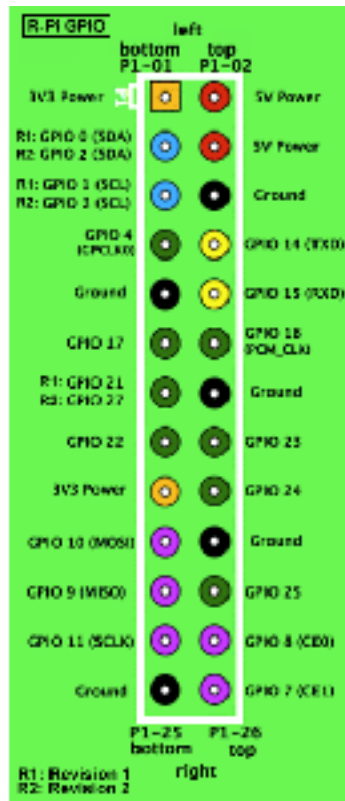 R-PI GPIO
left
bottom top
P1-01 P1-02
3V3 Power 5V Power
R1: GPIO 0 (SDA)
R2: GPIO 2 (SDA) 5V Power
R1: GPIO 1 (SCL)
R2: GPIO 3 (SCL) Ground
GPIO 4
(GPCLK0) GPIO 14 (TXD)
Ground GPIO 15 (RXD)
GPIO 17 GPIO 18
(PCM_CLK)
R1: GPIO 21
R2: GPIO 27 Ground
GPIO 22 GPIO 23
3V3 Power GPIO 24
GPIO 10 (MOSI) Ground
GPIO 9 (MISO) GPIO 25
GPIO 11 (SCLK) GPIO 8 (CE0)
Ground GPIO 7 (CE1)
P1-25 P1-26
bottom top
right
R1: Revision 1
R2: Revision 2